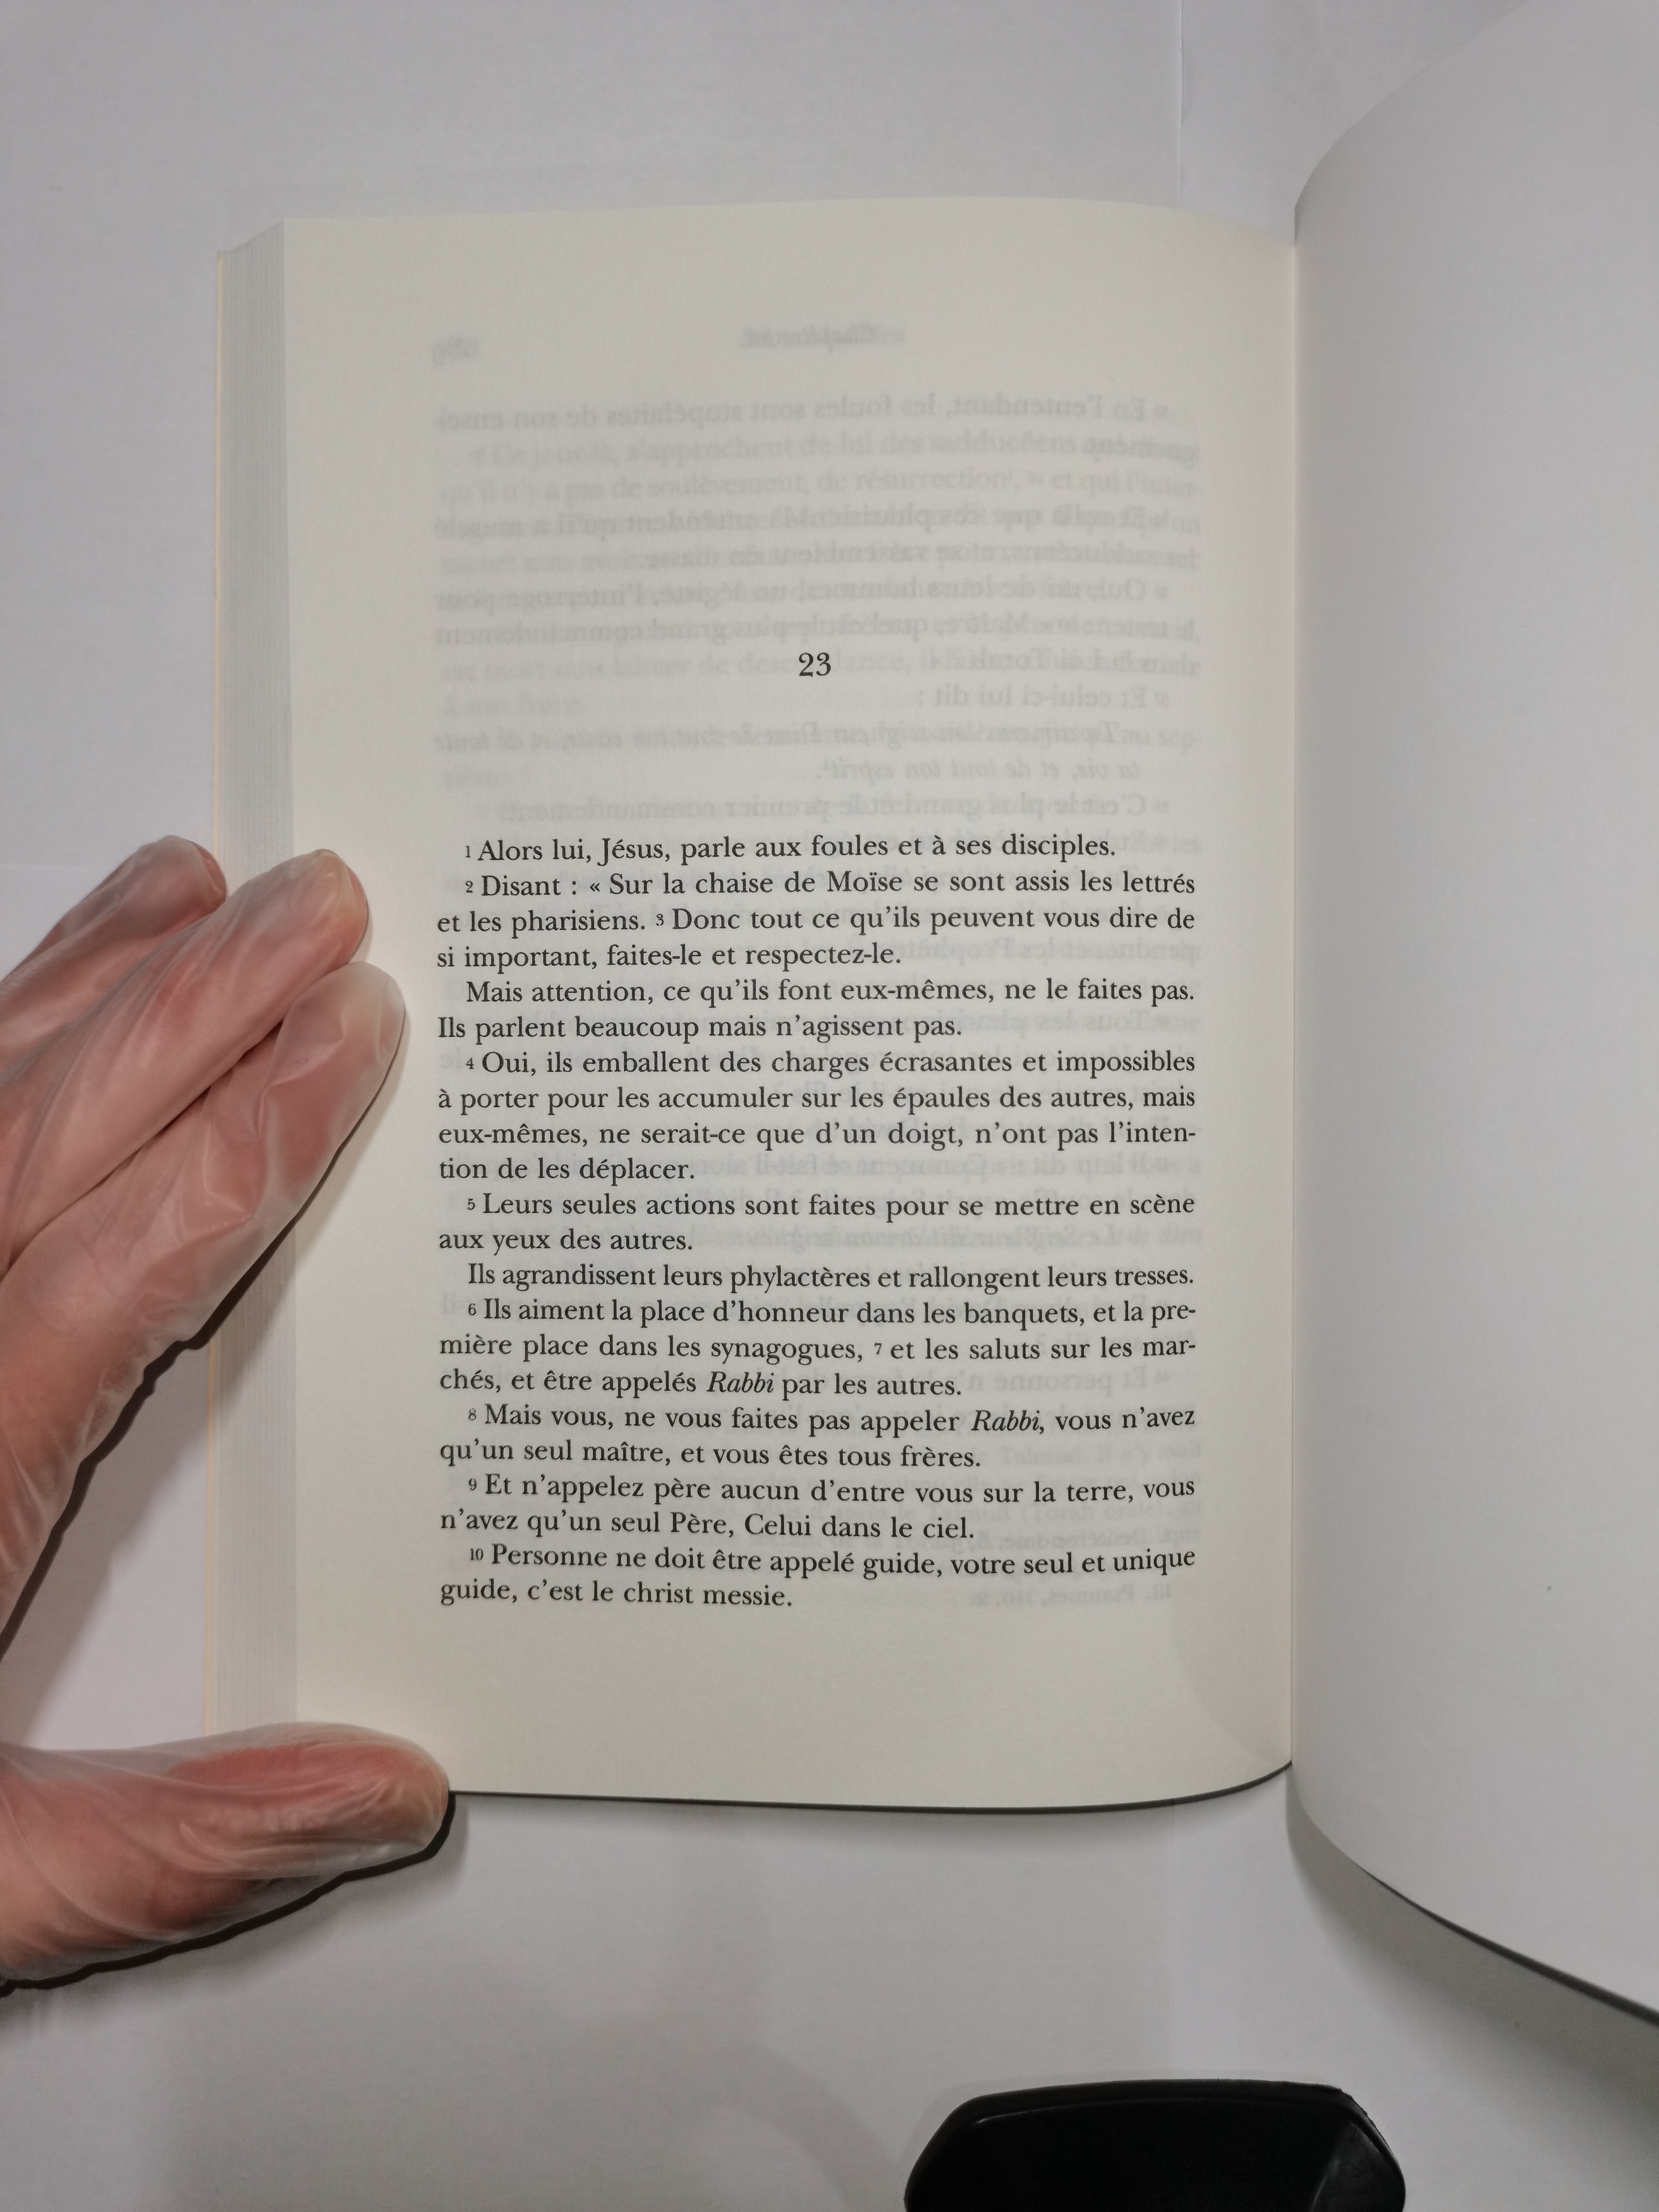 23
1 Alors lui, Jésus, parle aux foules et à ses disciples.
2 Disant : « Sur la chaise de Moïse se sont assis les lettrés
et les pharisiens. 3 Donc tout ce qu'ils peuvent vous dire de
si important, faites-le et respectez-le.
Mais attention, ce qu'ils font eux-mêmes, ne le faites pas.
Ils parlent beaucoup mais n'agissent pas.
4 Oui, ils emballent des charges écrasantes et impossibles
à porter pour les accumuler sur les épaules des autres, mais
eux-mêmes, ne serait-ce que d'un doigt, n'ont pas l'inten-
tion de les déplacer.
5 Leurs seules actions sont faites pour se mettre en scène
aux yeux des autres.
Ils agrandissent leurs phylactères et rallongent leurs tresses.
6 Ils aiment la place d'honneur dans les banquets, et la pre-
mière place dans les synagogues, 7 et les saluts sur les mar-
chés, et être appelés Rabbi par les autres.
8 Mais vous, ne vous faites pas appeler Rabbi, vous n'avez
qu'un seul maître, et vous êtes tous frères.
9 Et n'appelez père aucun d'entre vous sur la terre, vous
n'avez qu'un seul Père, Celui dans le ciel.
10 Personne ne doit être appelé guide, votre seul et unique
guide, c'est le christ messie.